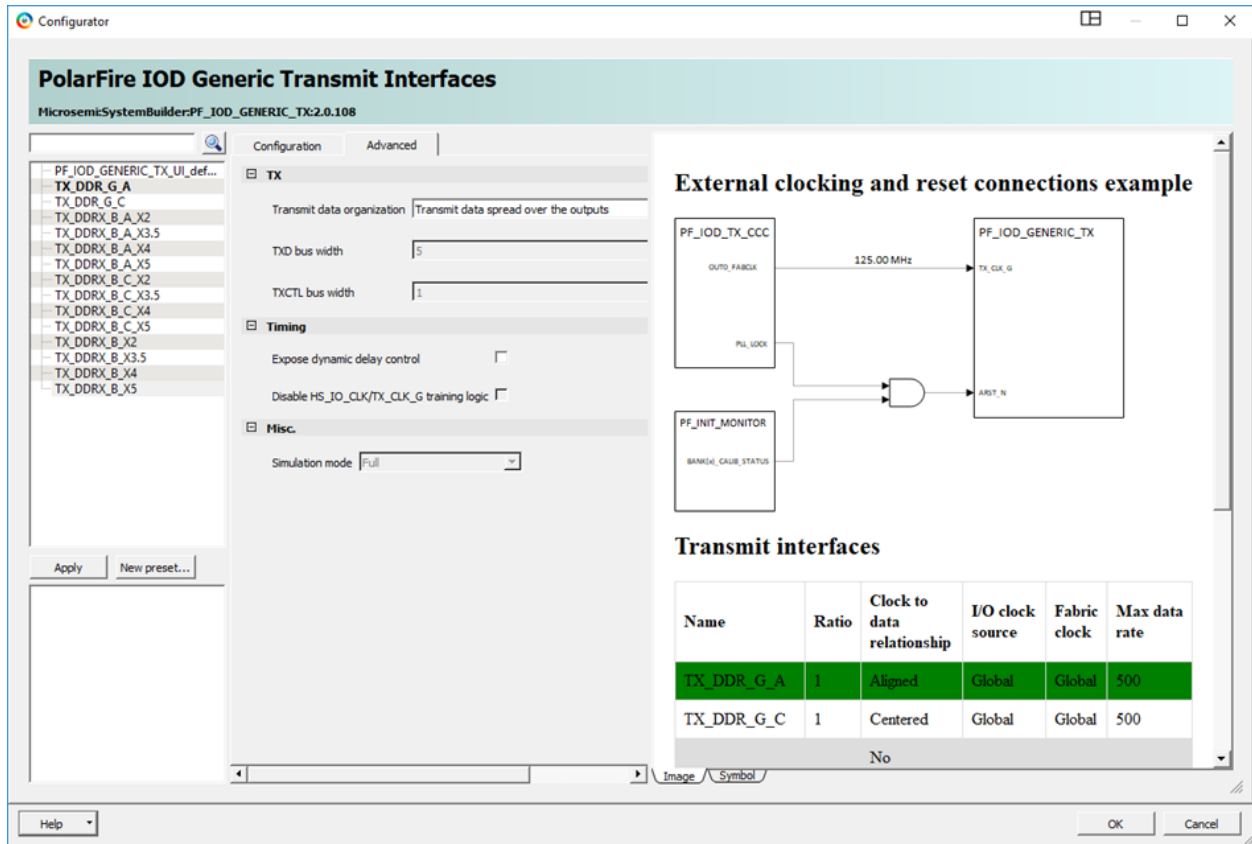 Configurator
PolarFire IOD Generic Transmit Interfaces
Microsemi:SystemBuilder:PF_IOD_GENERIC_TX:2.0.108
PF_IOD_GENERIC_TX_UI_def...
TX_DDR_G_A
TX_DDR_G_C
TX_DDRX_B_A_X2
TX_DDRX_B_A_X3.5
TX_DDRX_B_A_X4
TX_DDRX_B_A_X5
TX_DDRX_B_C_X2
TX_DDRX_B_C_X3.5
TX_DDRX_B_C_X4
TX_DDRX_B_C_X5
TX_DDRX_B_X2
TX_DDRX_B_X3.5
TX_DDRX_B_X4
TX_DDRX_B_X5
Apply New preset...
Configuration Advanced
TX
Transmit data organization Transmit data spread over the outputs
TXD bus width 5
TXCTL bus width 1
Timing
Expose dynamic delay control
Disable HS_IO_CLK/TX_CLK_G training logic
Misc.
Simulation mode Full
External clocking and reset connections example
PF_IOD_TX_CCC
OUT0_FABCLK
PLL_LOCK
125.00 MHz
PF_IOD_GENERIC_TX
TX_CLK_G
ARST_N
PF_INIT_MONITOR
BANK(x)_CALIB_STATUS
Transmit interfaces
Name Ratio Clock to data relationship I/O clock source Fabric clock Max data rate
TX_DDR_G_A 1 Aligned Global Global 500
TX_DDR_G_C 1 Centered Global Global 500
No
Image Symbol
Help OK Cancel